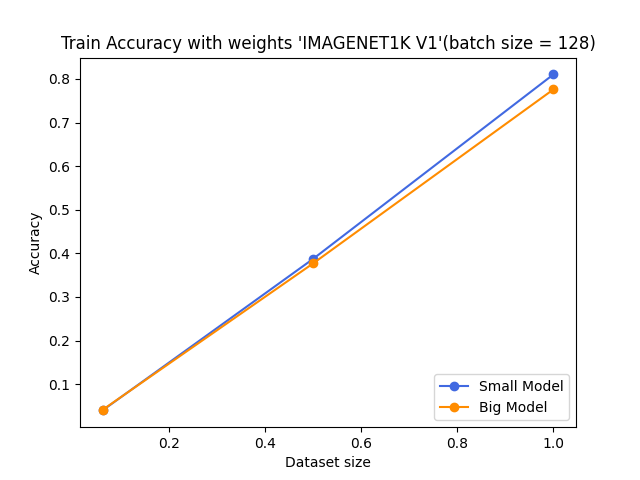 Train Accuracy with weights 'IMAGENET1K V1'(batch size = 128)
0.8
0.7
0.6
0.5
0.4
0.3
0.2
0.1
Accuracy
Small Model
Big Model
0.2 0.4 0.6 0.8 1.0
Dataset size